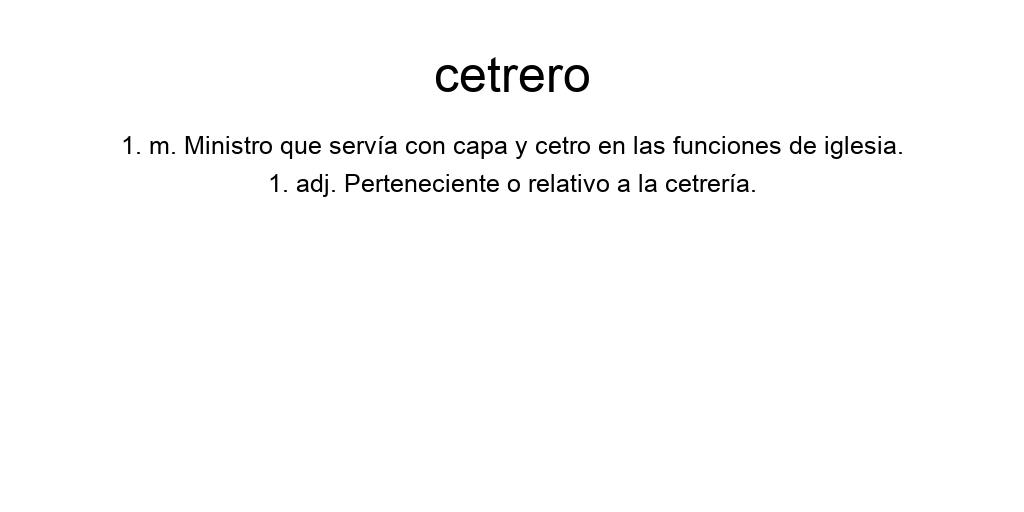 cetrero
1. m. Ministro que servía con capa y cetro en las funciones de iglesia.
1. adj. Perteneciente o relativo a la cetrería.